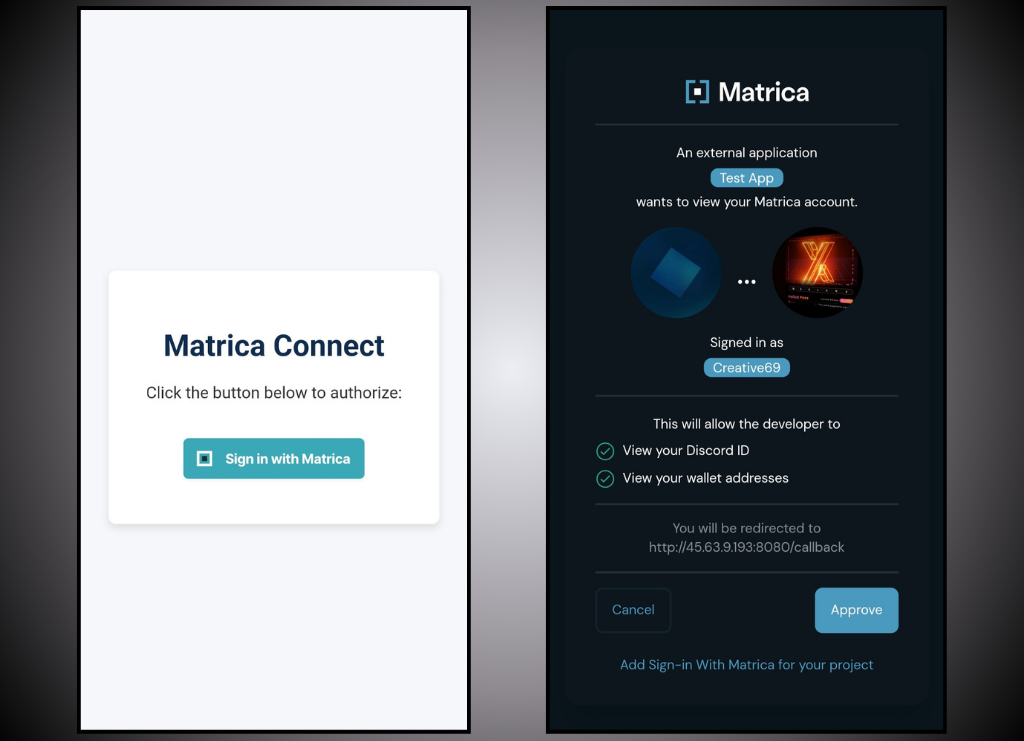 Matrica Connect
Click the button below to authorize:
Sign in with Matrica
Matrica
An external application
Test App
wants to view your Matrica account.
Signed in as
Creative69
This will allow the developer to
View your Discord ID
View your wallet addresses
You will be redirected to
http://45.63.9.193:8080/callback
Cancel
Approve
Add Sign-in With Matrica for your project